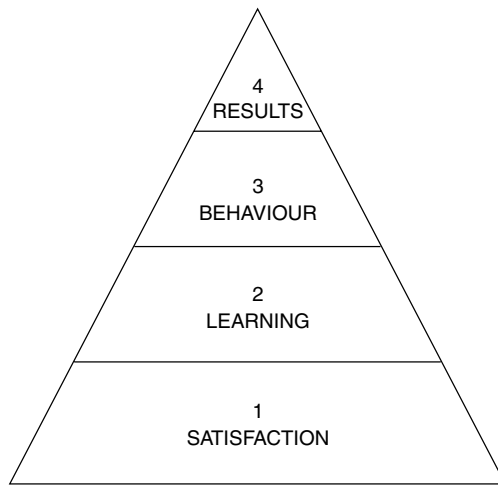 4
RESULTS
3
BEHAVIOUR
2
LEARNING
1
SATISFACTION